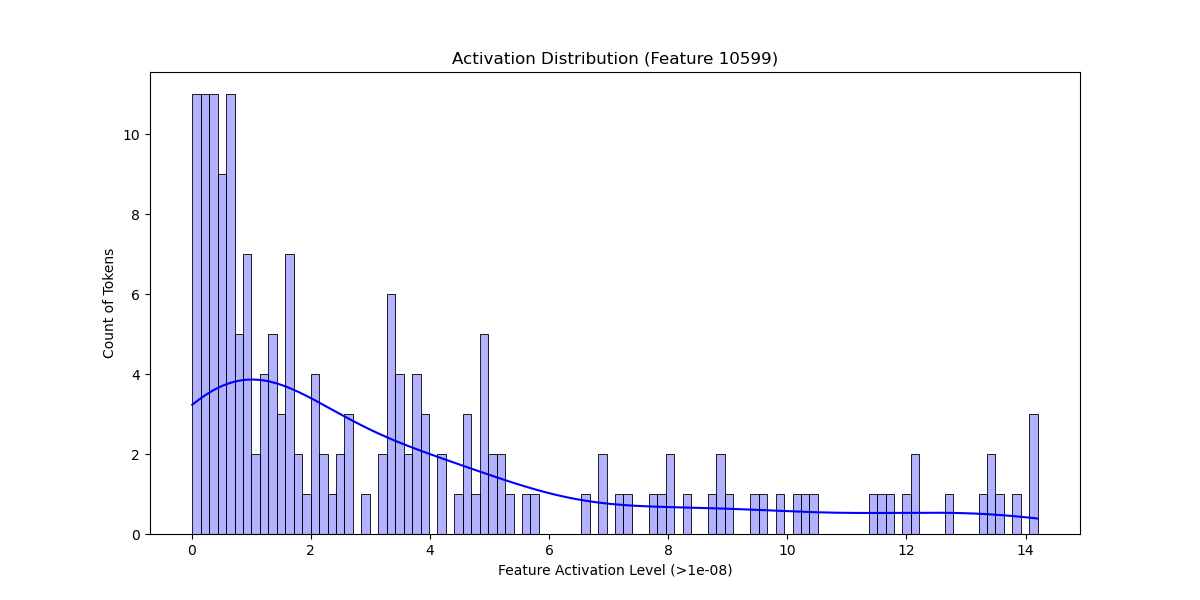 Activation Distribution (Feature 10599)
Count of Tokens
10
8
6
4
2
0
0 2 4 6 8 10 12 14
Feature Activation Level (>1e-08)